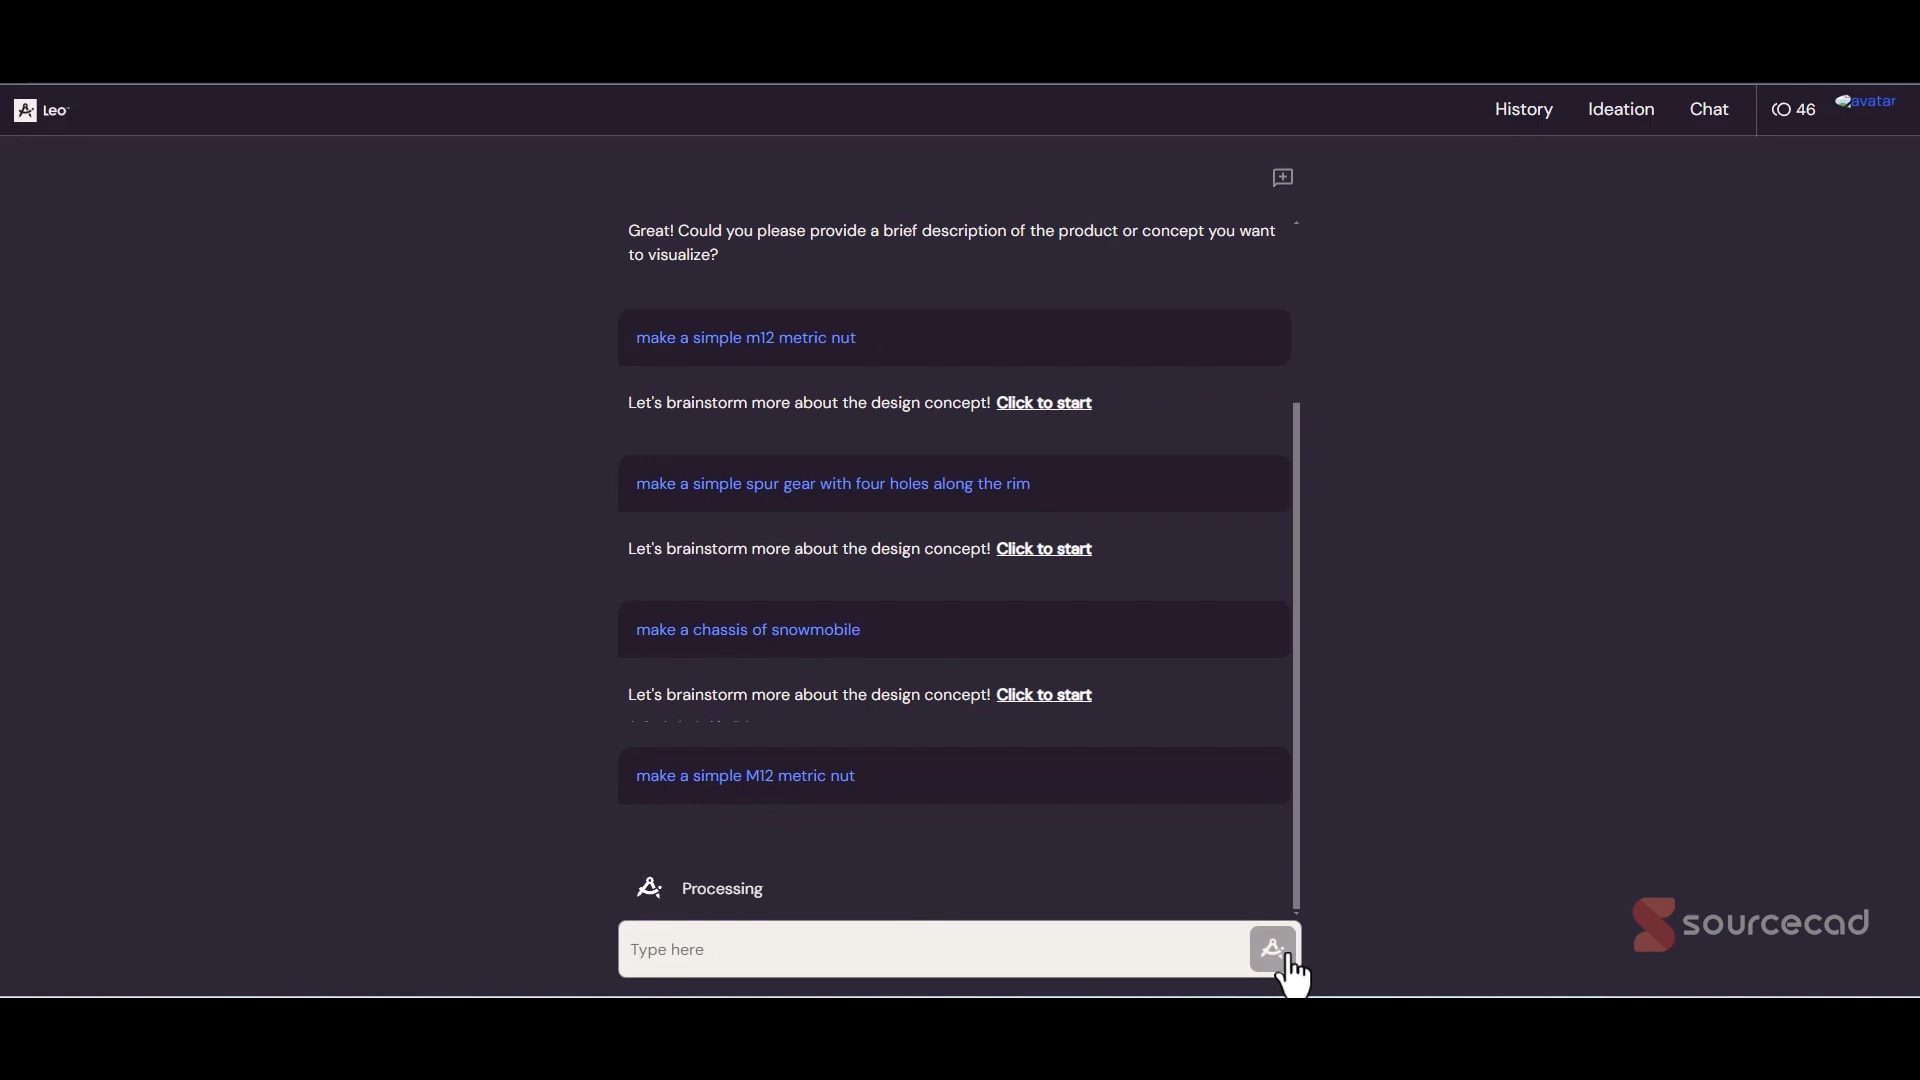 Leo
History Ideation Chat 46 avatar
Great! Could you please provide a brief description of the product or concept you want
to visualize?
make a simple m12 metric nut
Let's brainstorm more about the design concept! Click to start
make a simple spur gear with four holes along the rim
Let's brainstorm more about the design concept! Click to start
make a chassis of snowmobile
Let's brainstorm more about the design concept! Click to start
make a simple M12 metric nut
Processing
Type here
sourcecad